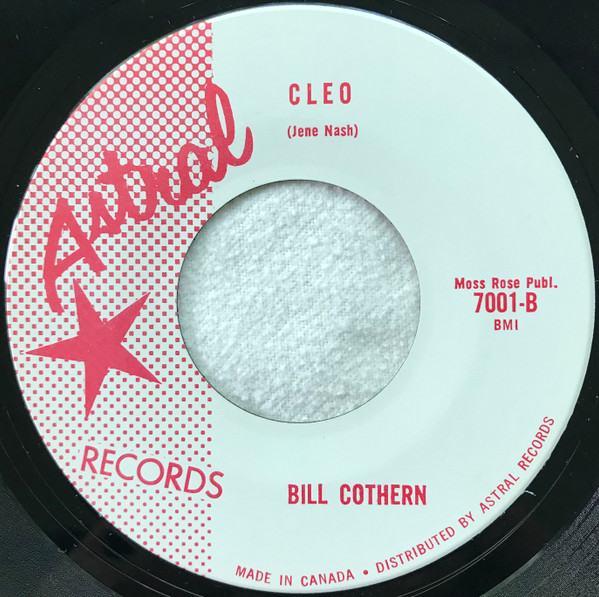 CLEO
(Jene Nash)
Astral
RECORDS
Moss Rose Publ.
7001-B
BMI
BILL COTHERN
MADE IN CANADA • DISTRIBUTED BY ASTRAL RECORDS